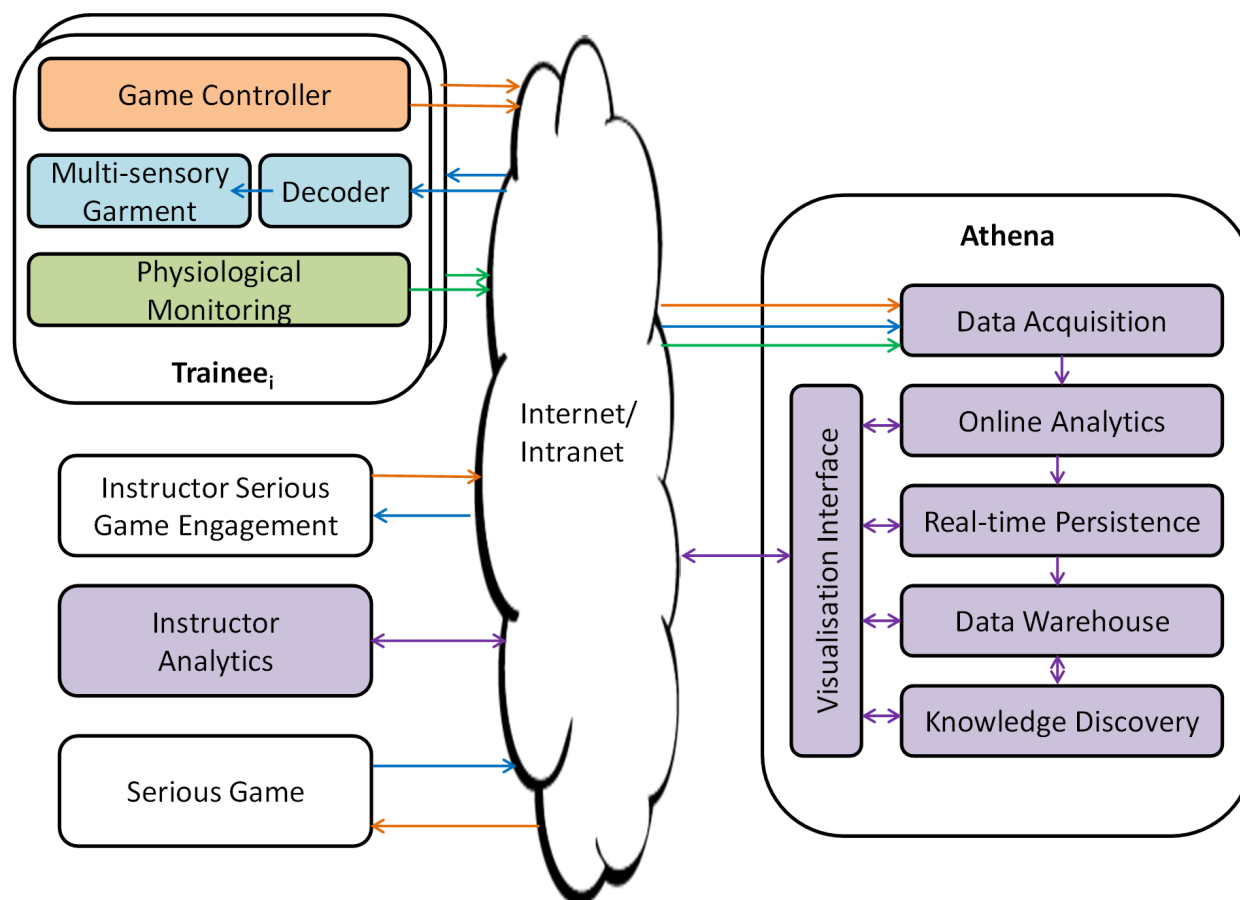 Game Controller
Multi-sensory
Garment
Decoder
Physiological
Monitoring
Trainee_i
Instructor Serious
Game Engagement
Instructor
Analytics
Serious Game
Internet/
Intranet
Athena
Data Acquisition
Online Analytics
Real-time Persistence
Data Warehouse
Knowledge Discovery
Visualisation Interface